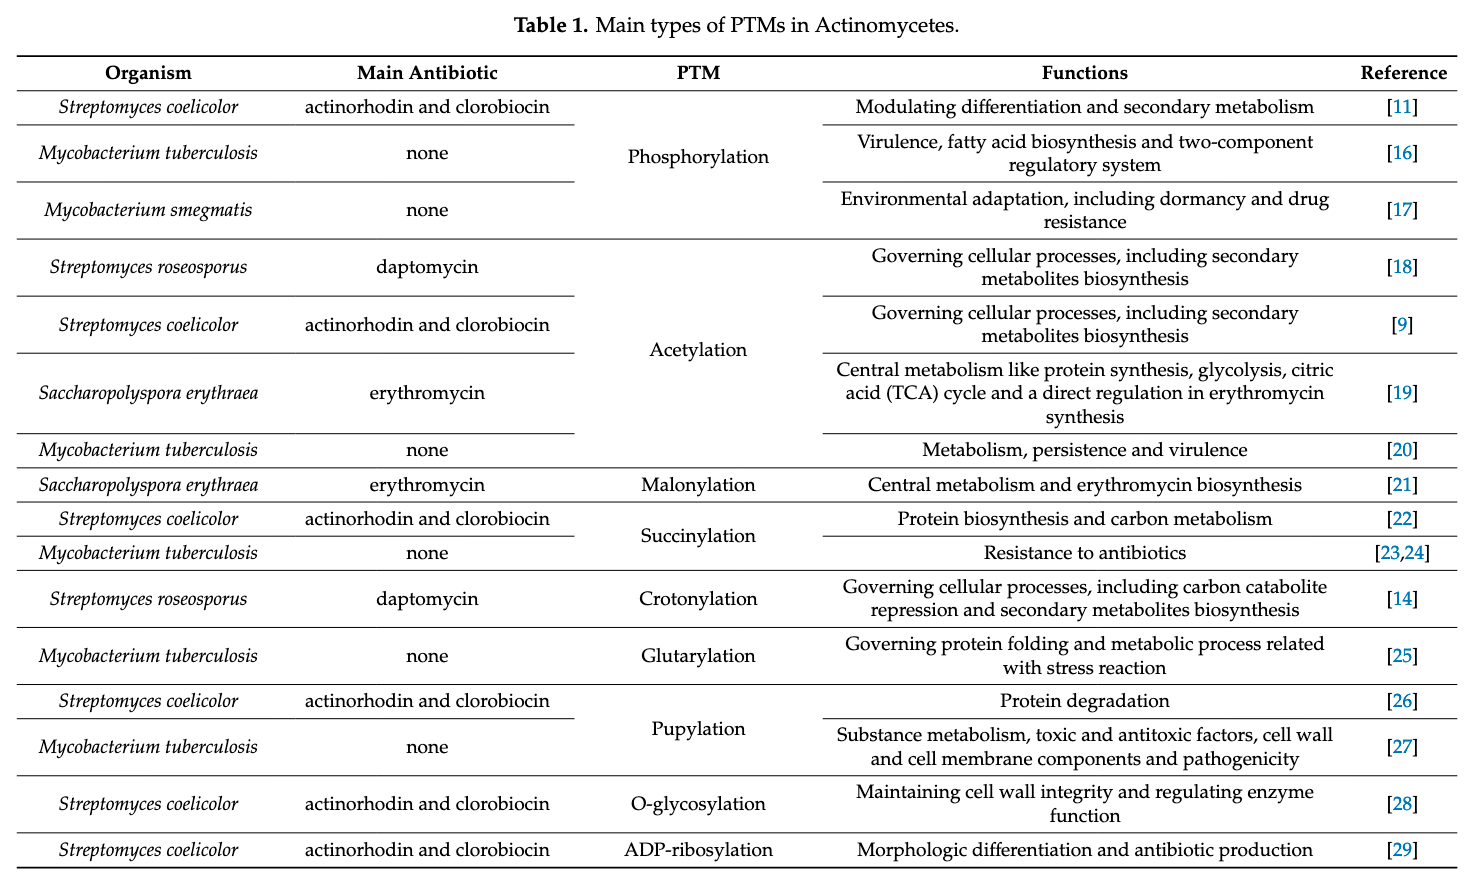 Table 1. Main types of PTMs in Actinomycetes.
Organism Main Antibiotic PTM Functions Reference
Streptomyces coelicolor actinorhodin and clorobiocin Modulating differentiation and secondary metabolism [11]
Virulence, fatty acid biosynthesis and two-component
Mycobacterium tuberculosis none Phosphorylation [16]
regulatory system
Environmental adaptation, including dormancy and drug
Mycobacterium smegmatis none [17]
resistance
Governing cellular processes, including secondary
Streptomyces roseosporus daptomycin [18]
metabolites biosynthesis
Governing cellular processes, including secondary
Streptomyces coelicolor actinorhodin and clorobiocin [9]
metabolites biosynthesis
Acetylation
Central metabolism like protein synthesis, glycolysis, citric
Saccharopolyspora erythraea erythromycin acid (TCA) cycle and a direct regulation in erythromycin [19]
synthesis
Mycobacterium tuberculosis none Metabolism, persistence and virulence [20]
Saccharopolyspora erythraea erythromycin Malonylation Central metabolism and erythromycin biosynthesis [21]
Streptomyces coelicolor actinorhodin and clorobiocin Protein biosynthesis and carbon metabolism [22]
Succinylation
Mycobacterium tuberculosis none Resistance to antibiotics [23,24]
Governing cellular processes, including carbon catabolite
Streptomyces roseosporus daptomycin Crotonylation [14]
repression and secondary metabolites biosynthesis
Governing protein folding and metabolic process related
Mycobacterium tuberculosis none Glutarylation [25]
with stress reaction
Streptomyces coelicolor actinorhodin and clorobiocin Protein degradation [26]
Pupylation
Substance metabolism, toxic and antitoxic factors, cell wall
Mycobacterium tuberculosis none [27]
and cell membrane components and pathogenicity
Maintaining cell wall integrity and regulating enzyme
Streptomyces coelicolor actinorhodin and clorobiocin O-glycosylation [28]
function
Streptomyces coelicolor actinorhodin and clorobiocin ADP-ribosylation Morphologic differentiation and antibiotic production [29]